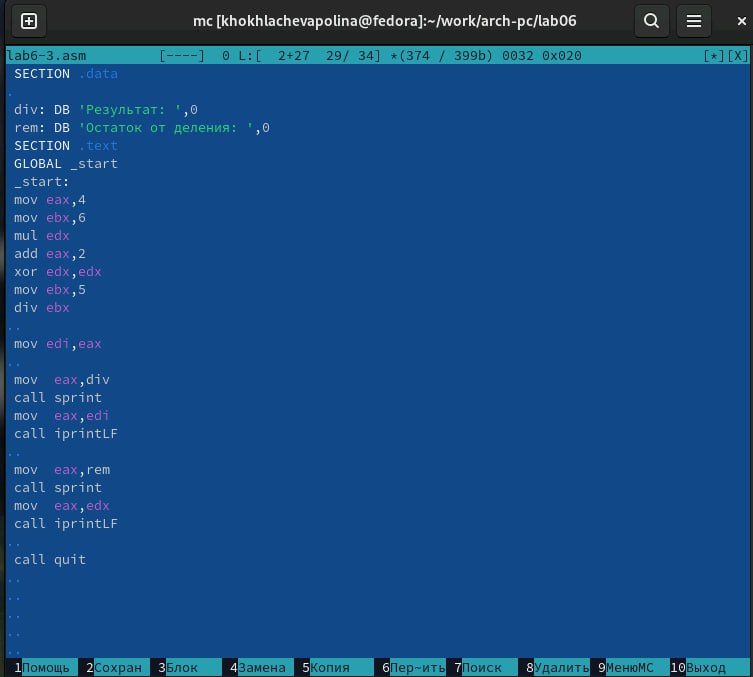 mc [khokhlachevapolina@fedora]:~/work/arch-pc/lab06
lab6-3.asm [----] 0 L:[ 2+27 29/ 34] *(374 / 399b) 0032 0x020 [*][X]
SECTION .data
.
div: DB 'Результат: ',0
rem: DB 'Остаток от деления: ',0
SECTION .text
GLOBAL _start
_start:
mov eax,4
mov ebx,6
mul edx
add eax,2
xor edx,edx
mov ebx,5
div ebx
..
mov edi,eax
..
mov  eax,div
call sprint
mov  eax,edi
call iprintLF
..
mov  eax,rem
call sprint
mov  eax,edx
call iprintLF
..
call quit
..
..
..
..
..
1Помощь 2Сохран 3Блок 4Замена 5Копия 6Пер~ить 7Поиск 8Удалить 9МенюMC 10Выход